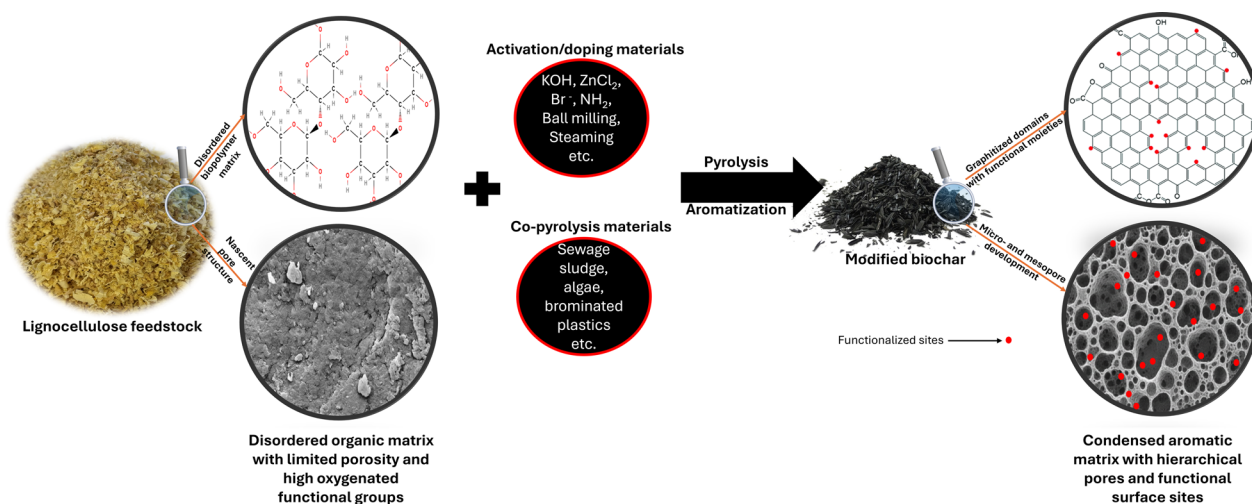 Lignocellulose feedstock
Disordered
biopolymer
matrix
Nascent
pore
structure
Disordered organic matrix
with limited porosity and
high oxygenated
functional groups
Activation/doping materials
KOH, ZnCl₂,
Br⁻, NH₂,
Ball milling,
Steaming
etc.
Co-pyrolysis materials
Sewage
sludge,
algae,
brominated
plastics
etc.
Pyrolysis
Aromatization
Modified biochar
Graphitized domains
with functional moieties
Micro- and mesopore
development
Functionalized sites
Condensed aromatic
matrix with hierarchical
pores and functional
surface sites